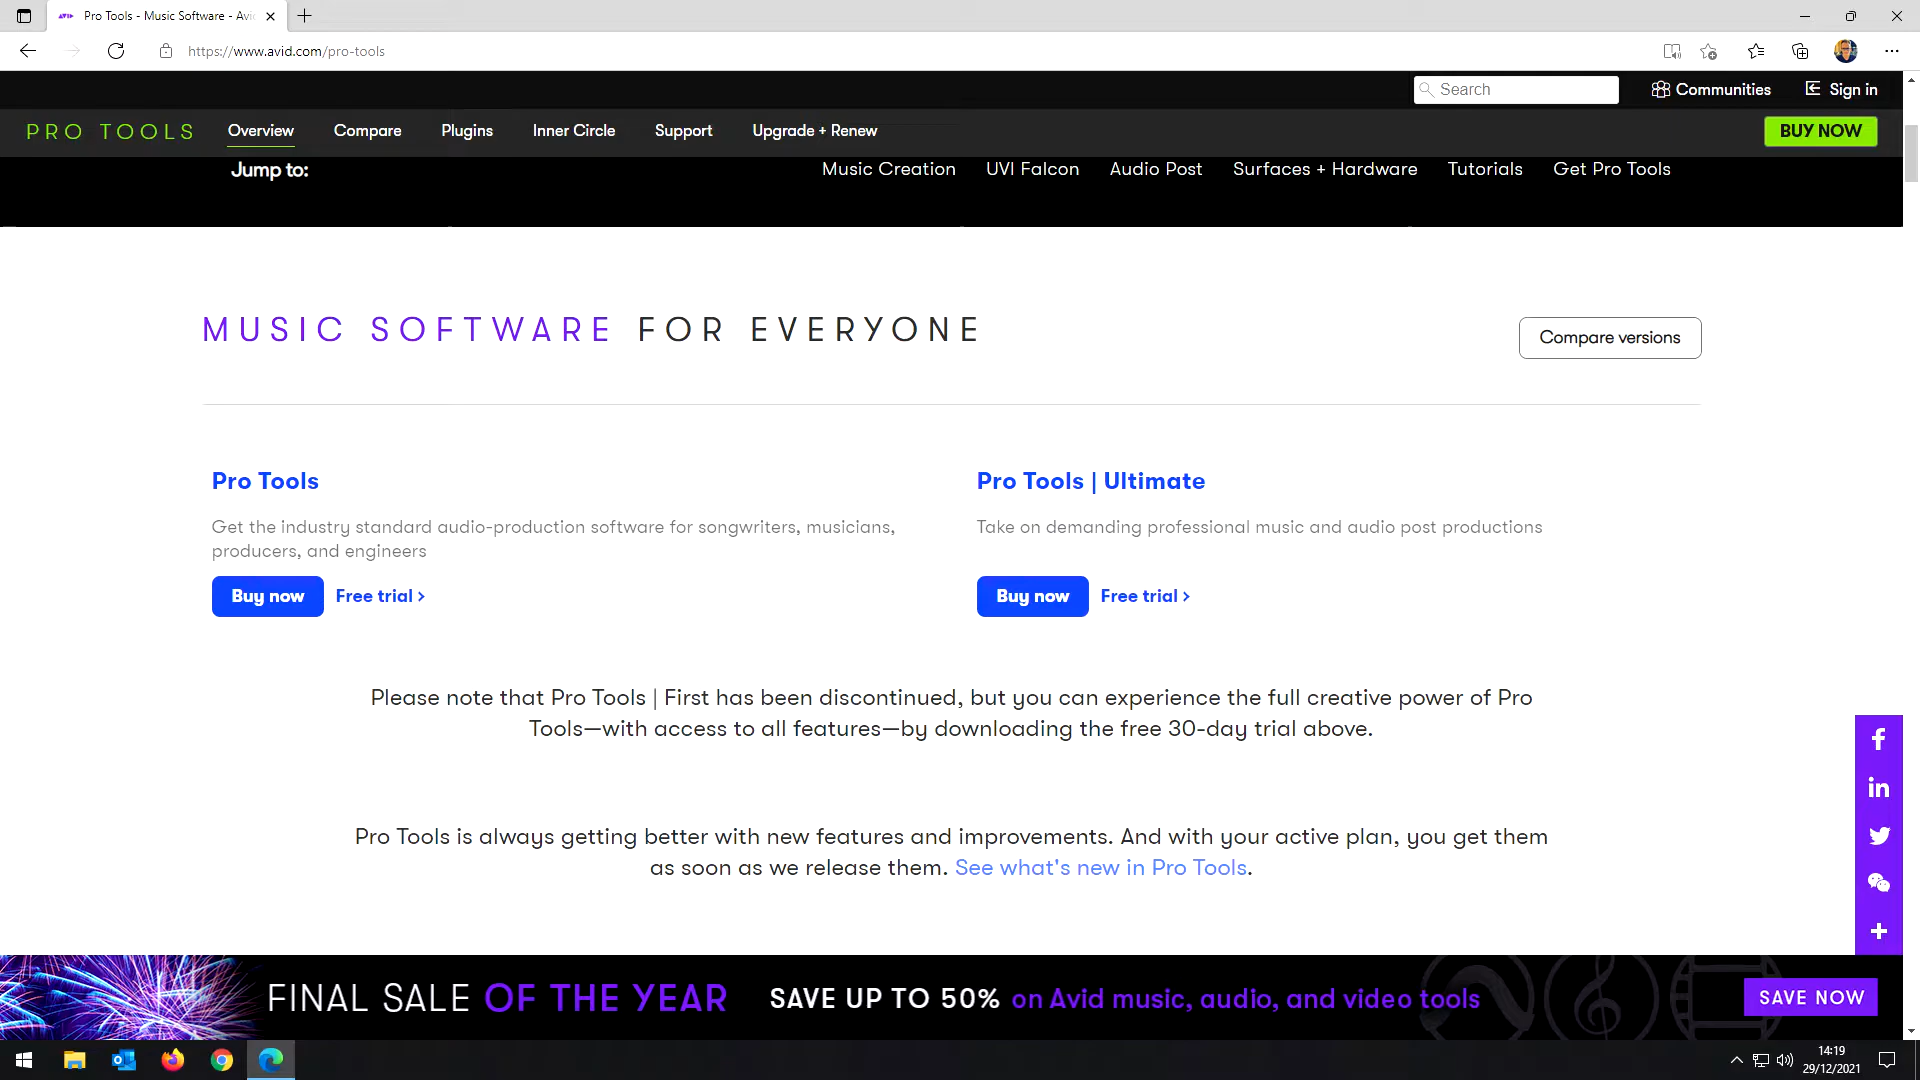 Pro Tools - Music Software - Avi
https://www.avid.com/pro-tools
Search
Communities
Sign in
PRO TOOLS
Overview
Compare
Plugins
Inner Circle
Support
Upgrade + Renew
BUY NOW
Jump to:
Music Creation
UVI Falcon
Audio Post
Surfaces + Hardware
Tutorials
Get Pro Tools
MUSIC SOFTWARE FOR EVERYONE
Compare versions
Pro Tools
Get the industry standard audio-production software for songwriters, musicians,
producers, and engineers
Buy now
Free trial ›
Pro Tools | Ultimate
Take on demanding professional music and audio post productions
Buy now
Free trial ›
Please note that Pro Tools | First has been discontinued, but you can experience the full creative power of Pro
Tools—with access to all features—by downloading the free 30-day trial above.
Pro Tools is always getting better with new features and improvements. And with your active plan, you get them
as soon as we release them. See what's new in Pro Tools.
FINAL SALE OF THE YEAR
SAVE UP TO 50% on Avid music, audio, and video tools
SAVE NOW
14:19
29/12/2021